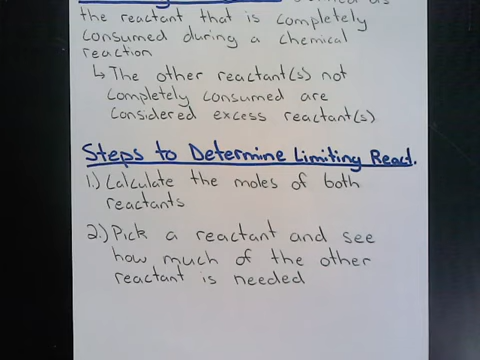 the reactant that is completely
consumed during a chemical
reaction
↳ The other reactant(s) not
completely consumed are
considered excess reactant(s)
Steps to Determine Limiting React.
1.) Calculate the moles of both
reactants
2.) Pick a reactant and see
how much of the other
reactant is needed